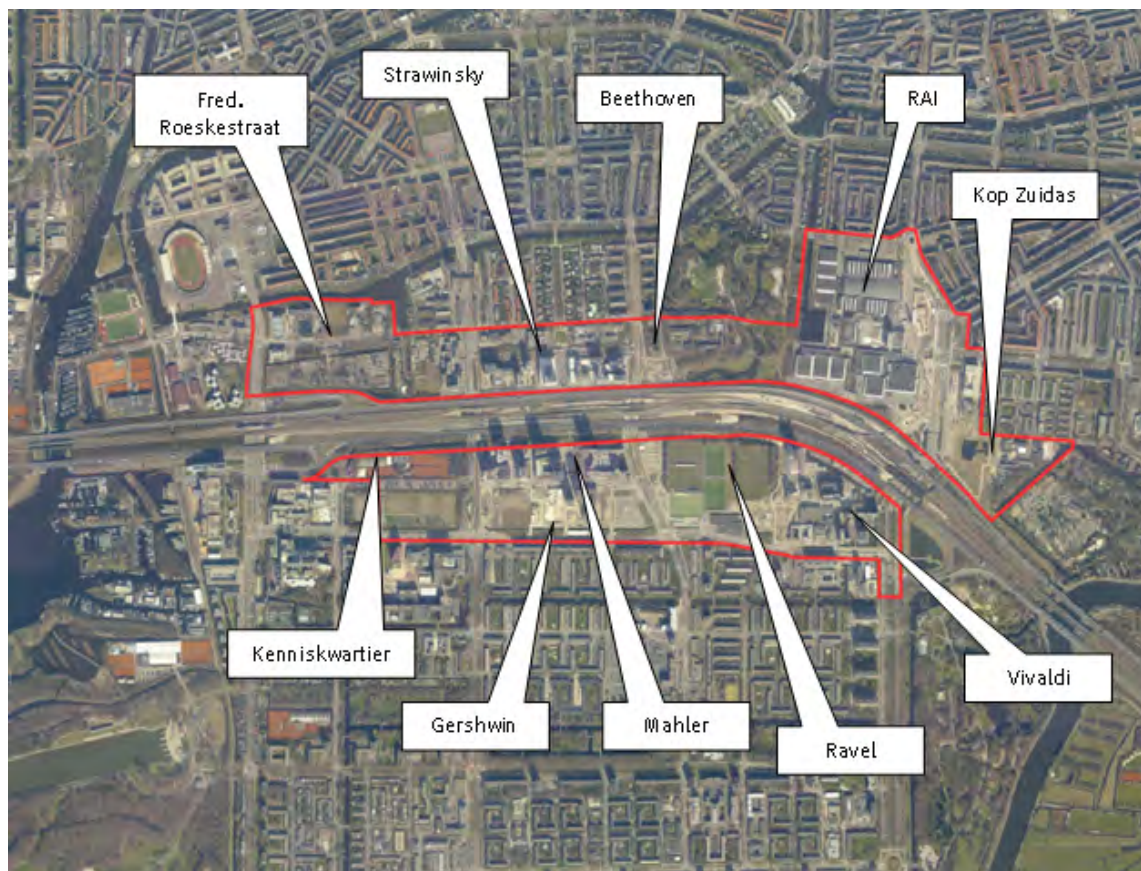 Strawinsky
Fred.
Roeskestraat
Beethoven
RAI
Kop Zuidas
Kenniskwartier
Gershwin
Mahler
Ravel
Vivaldi